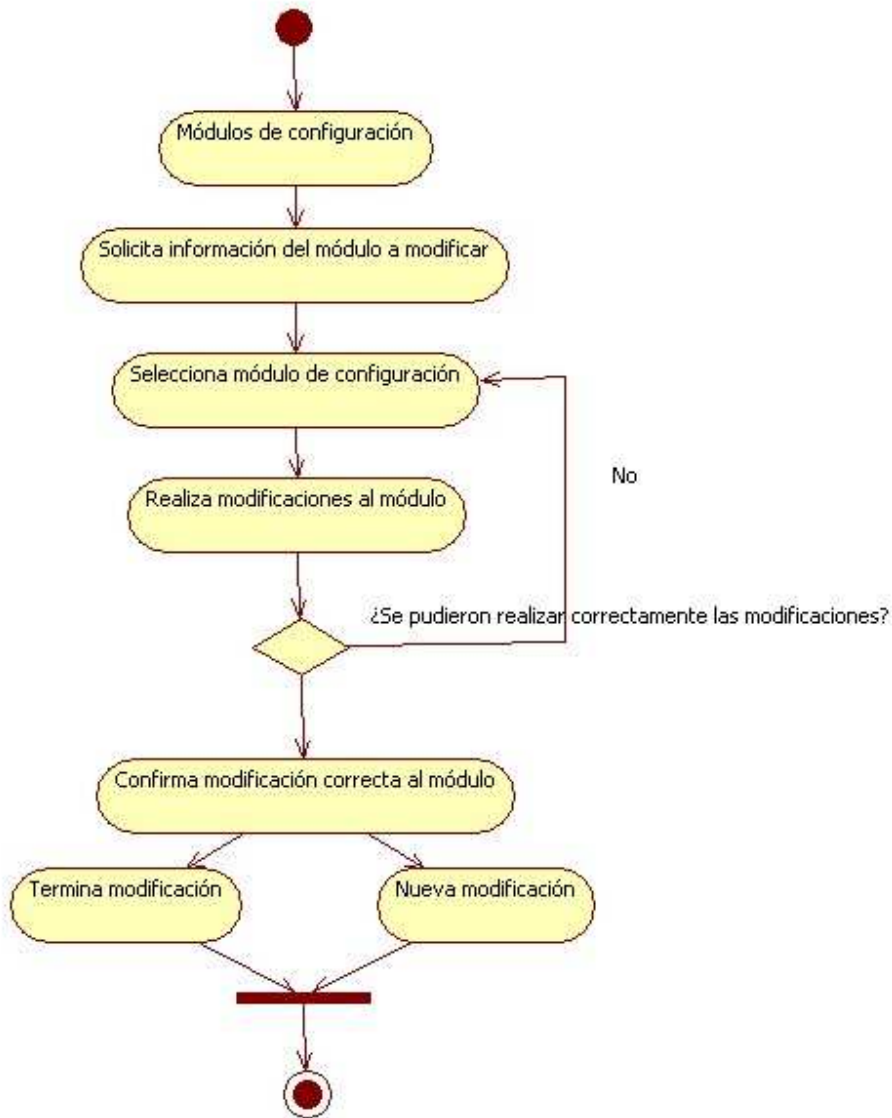 Módulos de configuración
Solicita información del módulo a modificar
Selecciona módulo de configuración
No
Realiza modificaciones al módulo
¿Se pudieron realizar correctamente las modificaciones?
Confirma modificación correcta al módulo
Termina modificación
Nueva modificación